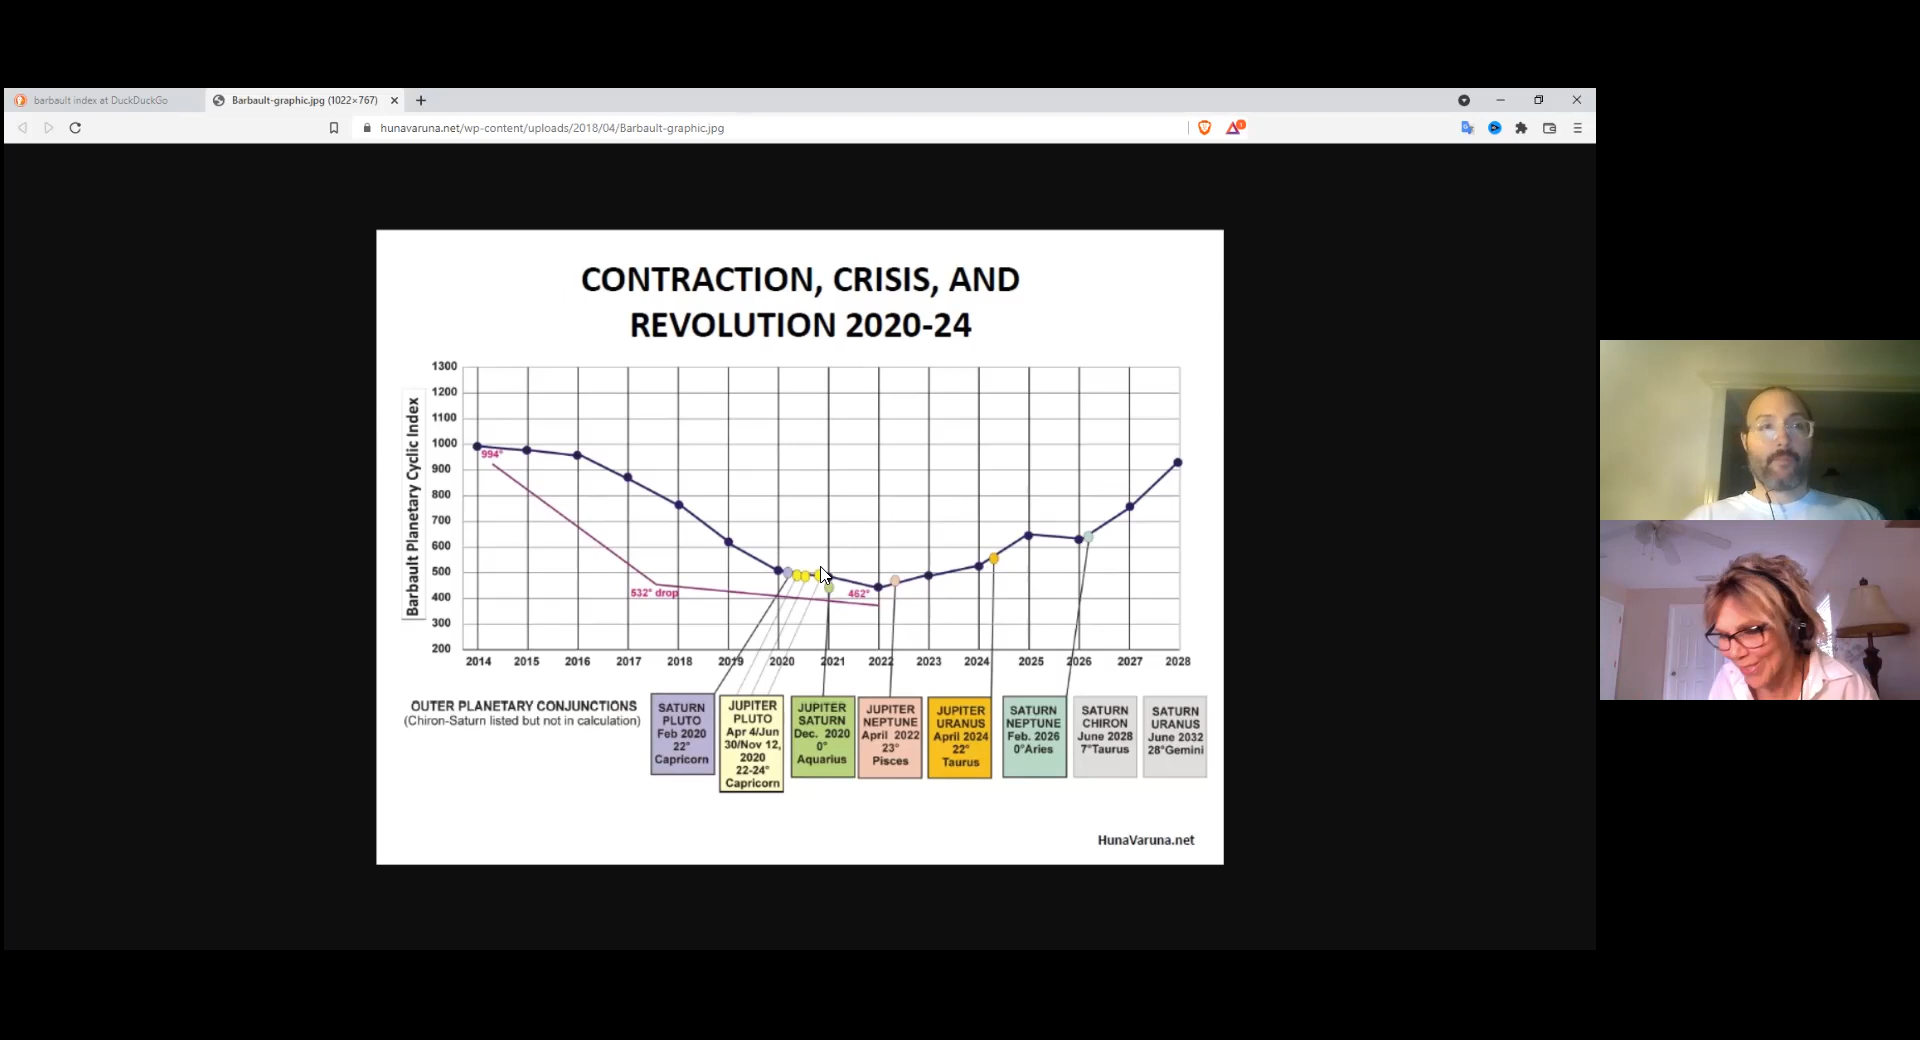 barbault index at DuckDuckGo
Barbault-graphic.jpg (1022×767)
hunavaruna.net/wp-content/uploads/2018/04/Barbault-graphic.jpg
CONTRACTION, CRISIS, AND
REVOLUTION 2020-24
Barbault Planetary Cyclic Index
1300
1200
1100
1000
900
800
700
600
500
400
300
200
994°
532° drop
462°
2014 2015 2016 2017 2018 2019 2020 2021 2022 2023 2024 2025 2026 2027 2028
OUTER PLANETARY CONJUNCTIONS
(Chiron-Saturn listed but not in calculation)
SATURN
PLUTO
Feb 2020
22°
Capricorn
JUPITER
PLUTO
Apr 4/Jun
30/Nov 12,
2020
22-24°
Capricorn
JUPITER
SATURN
Dec. 2020
0°
Aquarius
JUPITER
NEPTUNE
April 2022
23°
Pisces
JUPITER
URANUS
April 2024
22°
Taurus
SATURN
NEPTUNE
Feb. 2026
0°Aries
SATURN
CHIRON
June 2028
7°Taurus
SATURN
URANUS
June 2032
28°Gemini
HunaVaruna.net